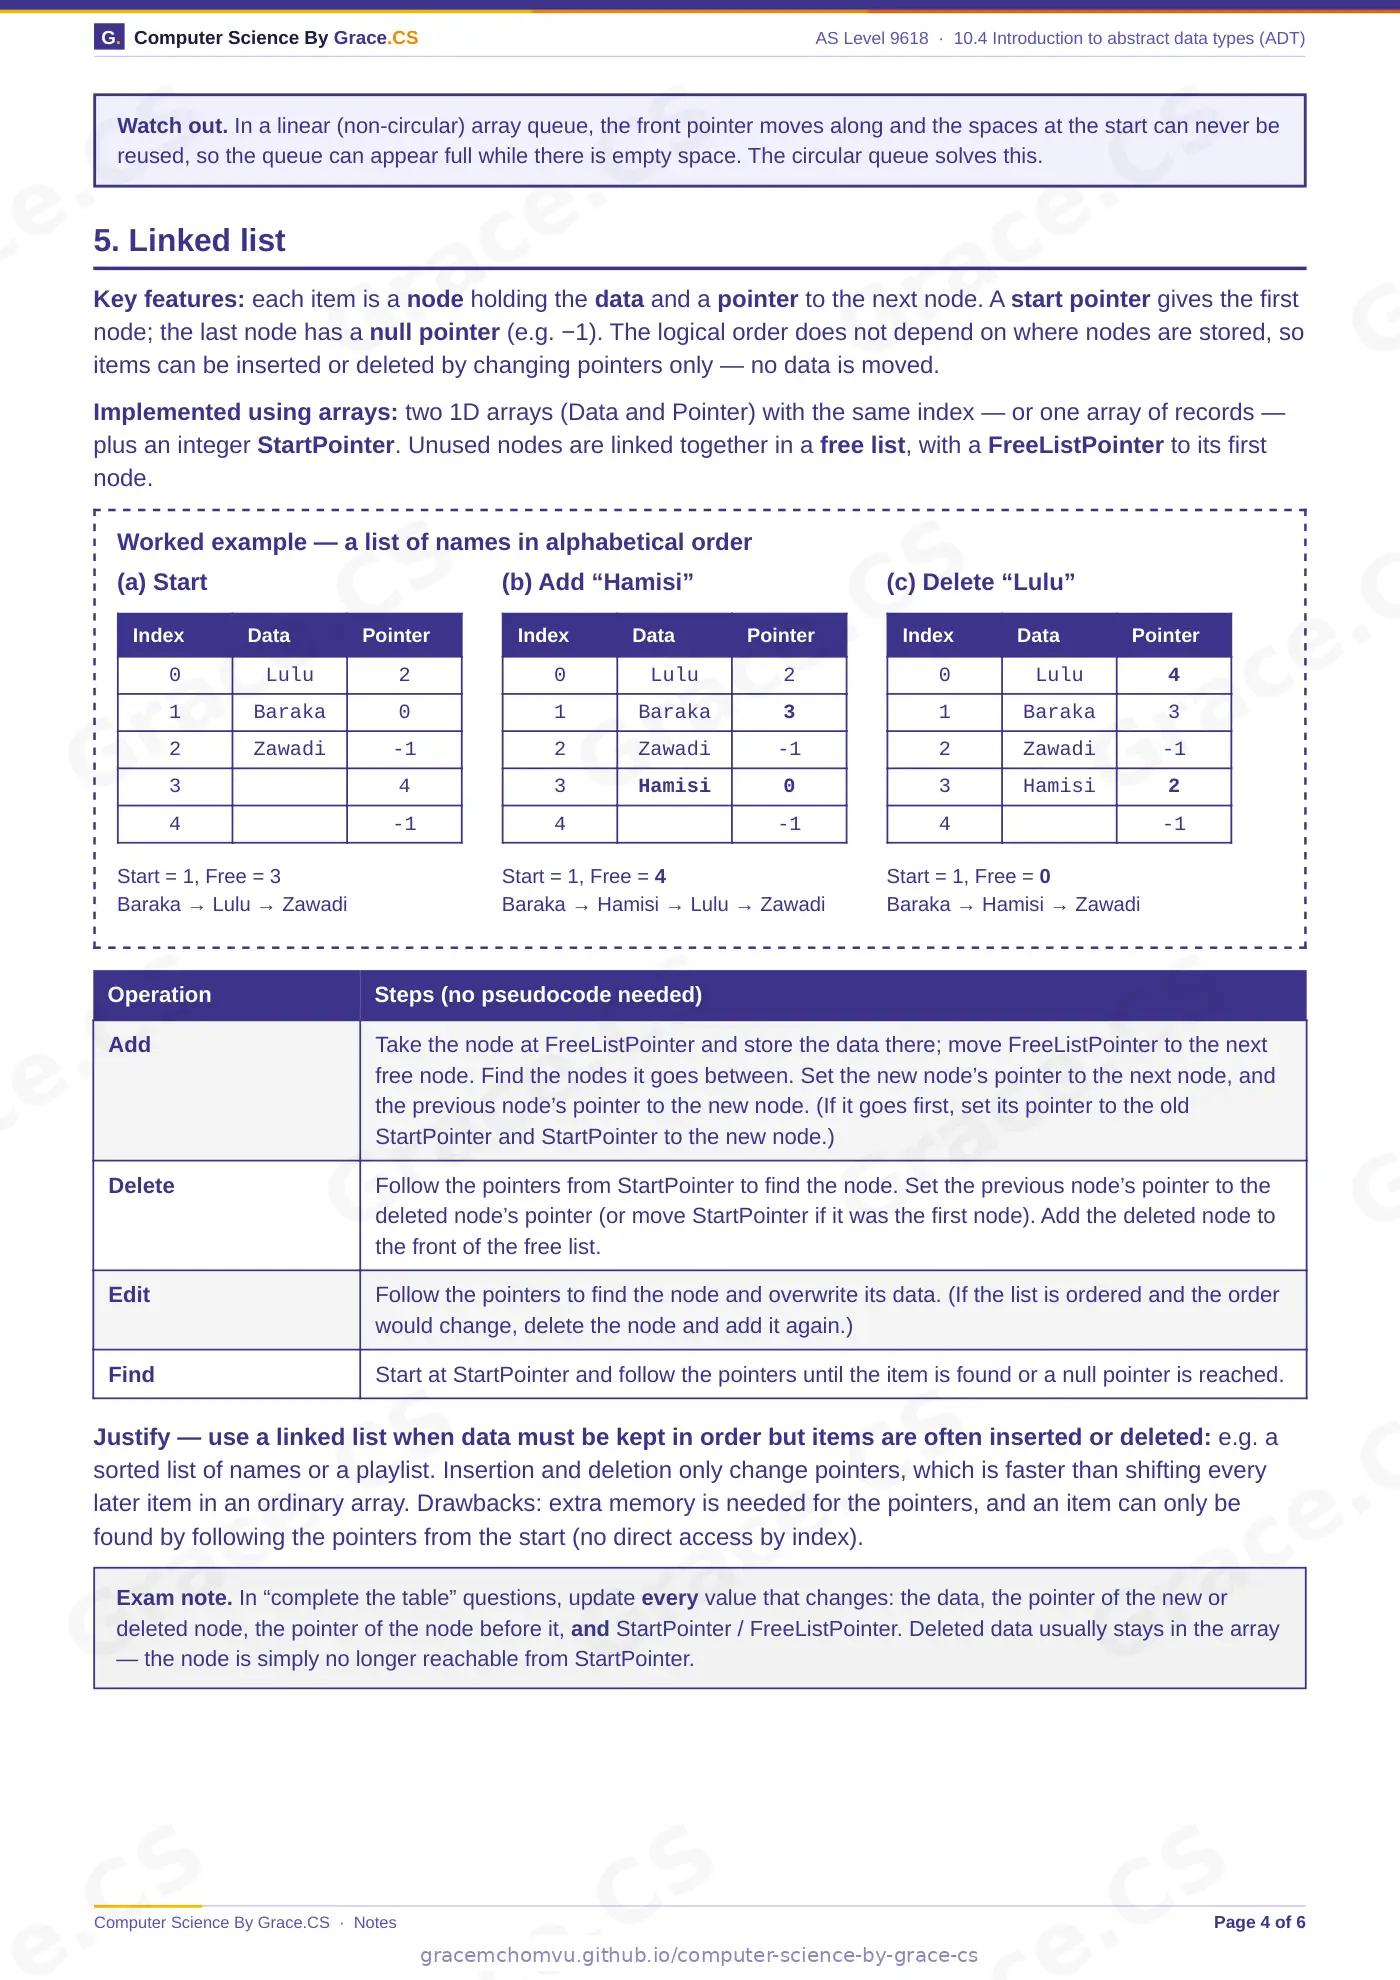 G. Computer Science By Grace.CS
AS Level 9618 · 10.4 Introduction to abstract data types (ADT)
Watch out. In a linear (non-circular) array queue, the front pointer moves along and the spaces at the start can never be
reused, so the queue can appear full while there is empty space. The circular queue solves this.
5. Linked list
Key features: each item is a node holding the data and a pointer to the next node. A start pointer gives the first
node; the last node has a null pointer (e.g. −1). The logical order does not depend on where nodes are stored, so
items can be inserted or deleted by changing pointers only — no data is moved.
Implemented using arrays: two 1D arrays (Data and Pointer) with the same index — or one array of records —
plus an integer StartPointer. Unused nodes are linked together in a free list, with a FreeListPointer to its first
node.
Worked example — a list of names in alphabetical order
(a) Start
Index Data Pointer
0 Lulu 2
1 Baraka 0
2 Zawadi -1
3 4
4 -1
Start = 1, Free = 3
Baraka → Lulu → Zawadi
(b) Add “Hamisi”
Index Data Pointer
0 Lulu 2
1 Baraka 3
2 Zawadi -1
3 Hamisi 0
4 -1
Start = 1, Free = 4
Baraka → Hamisi → Lulu → Zawadi
(c) Delete “Lulu”
Index Data Pointer
0 Lulu 4
1 Baraka 3
2 Zawadi -1
3 Hamisi 2
4 -1
Start = 1, Free = 0
Baraka → Hamisi → Zawadi
Operation Steps (no pseudocode needed)
Add
Take the node at FreeListPointer and store the data there; move FreeListPointer to the next
free node. Find the nodes it goes between. Set the new node’s pointer to the next node, and
the previous node’s pointer to the new node. (If it goes first, set its pointer to the old
StartPointer and StartPointer to the new node.)
Delete
Follow the pointers from StartPointer to find the node. Set the previous node’s pointer to the
deleted node’s pointer (or move StartPointer if it was the first node). Add the deleted node to
the front of the free list.
Edit
Follow the pointers to find the node and overwrite its data. (If the list is ordered and the order
would change, delete the node and add it again.)
Find
Start at StartPointer and follow the pointers until the item is found or a null pointer is reached.
Justify — use a linked list when data must be kept in order but items are often inserted or deleted: e.g. a
sorted list of names or a playlist. Insertion and deletion only change pointers, which is faster than shifting every
later item in an ordinary array. Drawbacks: extra memory is needed for the pointers, and an item can only be
found by following the pointers from the start (no direct access by index).
Exam note. In “complete the table” questions, update every value that changes: the data, the pointer of the new or
deleted node, the pointer of the node before it, and StartPointer / FreeListPointer. Deleted data usually stays in the array
— the node is simply no longer reachable from StartPointer.
Computer Science By Grace.CS · Notes
Page 4 of 6
gracemchomvu.github.io/computer-science-by-grace-cs